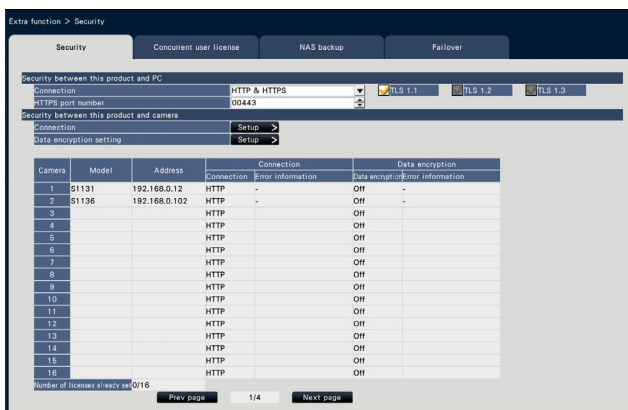 Extra function > Security
Security Concurrent user license NAS backup Failover
Security between this product and PC
Connection HTTP & HTTPS TLS 1.1 TLS 1.2 TLS 1.3
HTTPS port number 00443
Security between this product and camera
Connection Setup >
Data encryption setting Setup >
Camera Model Address Connection Data encryption
Connection Error information Data encryption Error information
1 S1131 192.168.0.12 HTTP - Off -
2 S1136 192.168.0.102 HTTP - Off -
3 HTTP Off
4 HTTP Off
5 HTTP Off
6 HTTP Off
7 HTTP Off
8 HTTP Off
9 HTTP Off
10 HTTP Off
11 HTTP Off
12 HTTP Off
13 HTTP Off
14 HTTP Off
15 HTTP Off
16 HTTP Off
Number of licenses already set 0/16
Prev page 1/4 Next page